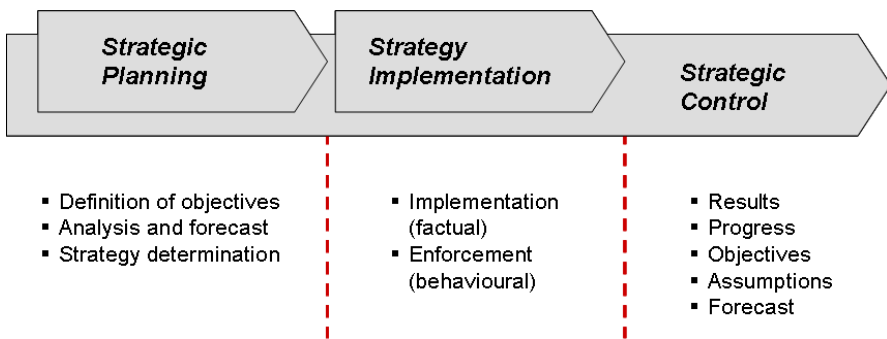 Strategic
Planning
Strategy
Implementation
Strategic
Control
▪ Definition of objectives
▪ Analysis and forecast
▪ Strategy determination
▪ Implementation
(factual)
▪ Enforcement
(behavioural)
▪ Results
▪ Progress
▪ Objectives
▪ Assumptions
▪ Forecast